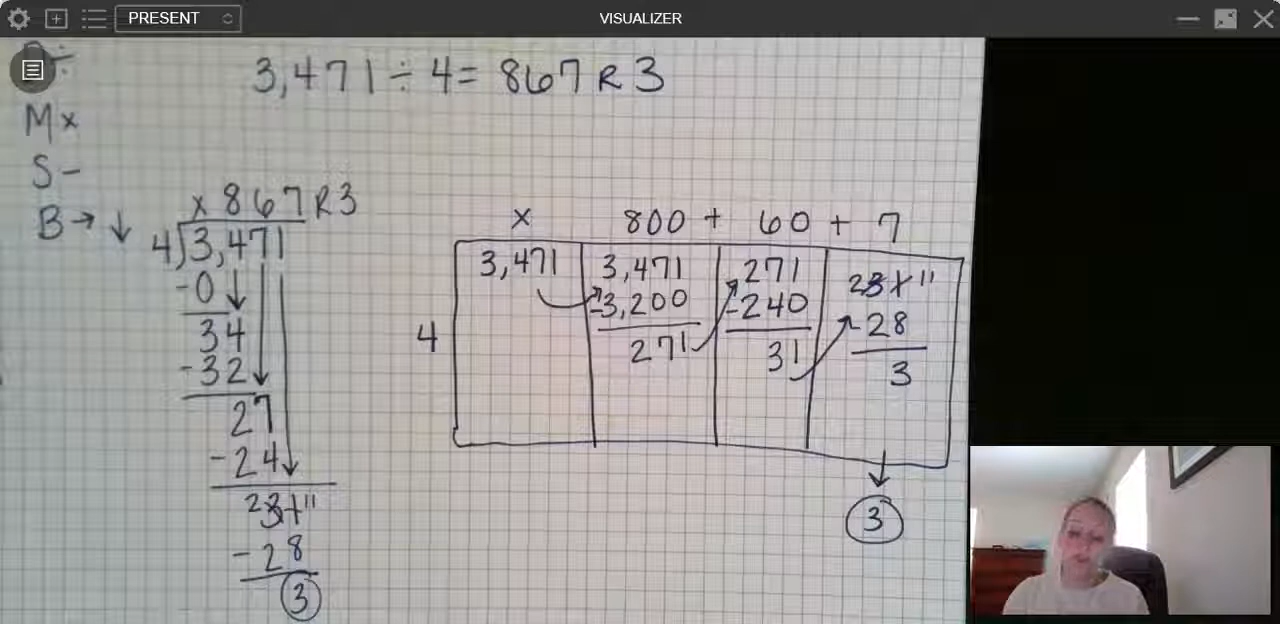 PRESENT
VISUALIZER
÷
3,471 ÷ 4 = 867 R 3
M x
S -
B → ↓
x 867 R3
4)3,471
-0
34
-32
27
-24
31 11
-28
3
x 800 + 60 + 7
4
3,471
3,471
-3,200
271
271
-240
31
31 11
-28
3
3